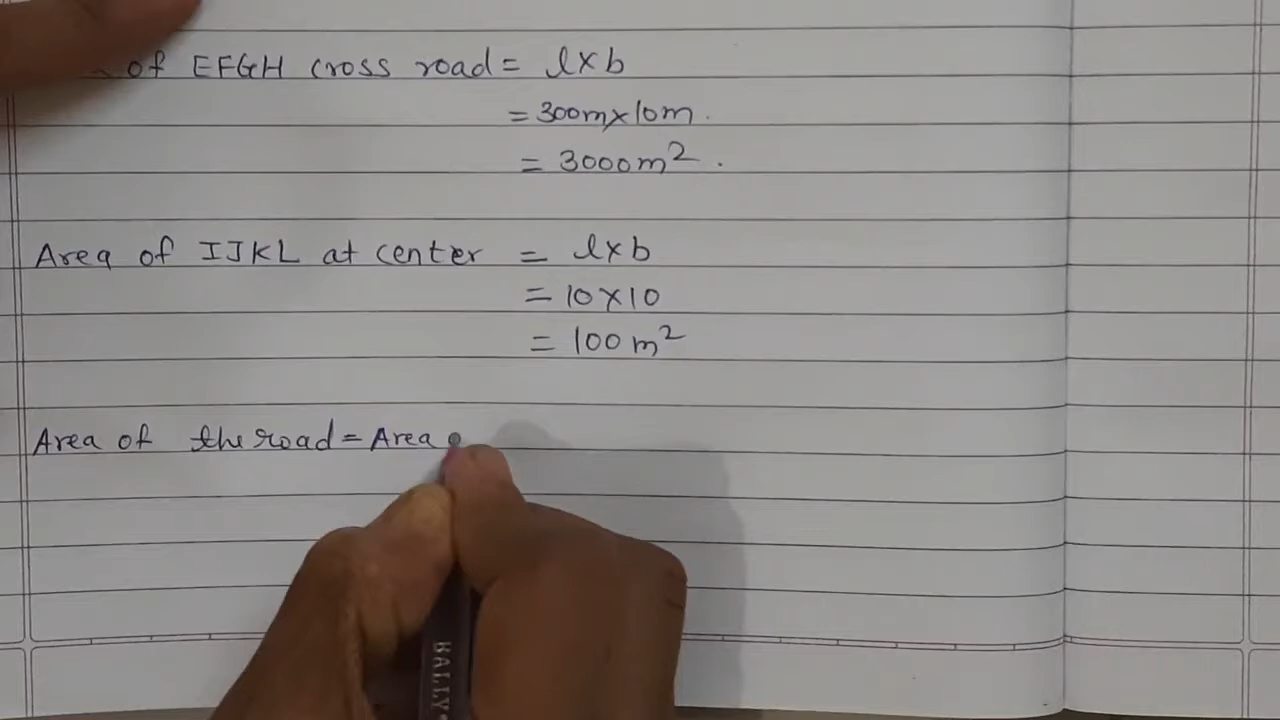 of EFGH cross road = l×b
= 300m×10m.
= 3000m².
Area of IJKL at center = l×b
= 10×10
= 100 m²
Area of the road = Area
BALLY